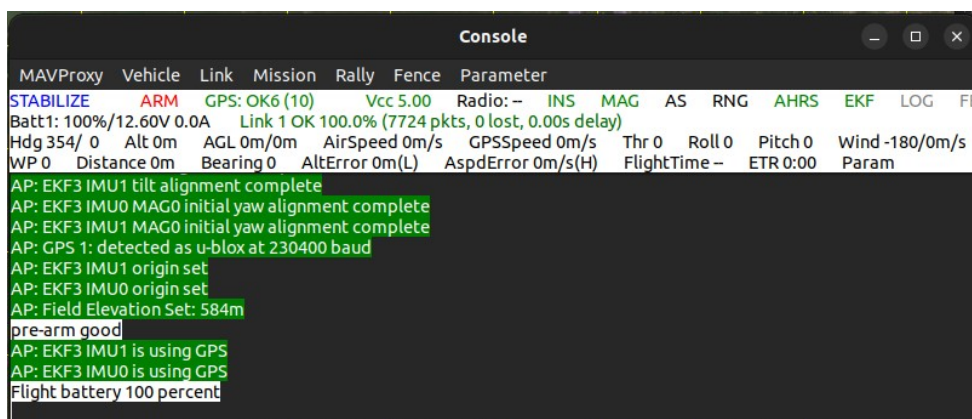 Console
MAVProxy Vehicle Link Mission Rally Fence Parameter
STABILIZE ARM GPS: OK6 (10) Vcc 5.00 Radio: -- INS MAG AS RNG AHRS EKF LOG
Batt1: 100%/12.60V 0.0A Link 1 OK 100.0% (7724 pkts, 0 lost, 0.00s delay)
Hdg 354/ 0 Alt 0m AGL 0m/0m AirSpeed 0m/s GPSSpeed 0m/s Thr 0 Roll 0 Pitch 0 Wind -180/0m/s
WP 0 Distance 0m Bearing 0 AltError 0m(L) AspdError 0m/s(H) FlightTime -- ETR 0:00 Param
AP: EKF3 IMU1 tilt alignment complete
AP: EKF3 IMU0 MAG0 initial yaw alignment complete
AP: EKF3 IMU1 MAG0 initial yaw alignment complete
AP: GPS 1: detected as u-blox at 230400 baud
AP: EKF3 IMU1 origin set
AP: EKF3 IMU0 origin set
AP: Field Elevation Set: 584m
pre-arm good
AP: EKF3 IMU1 is using GPS
AP: EKF3 IMU0 is using GPS
Flight battery 100 percent